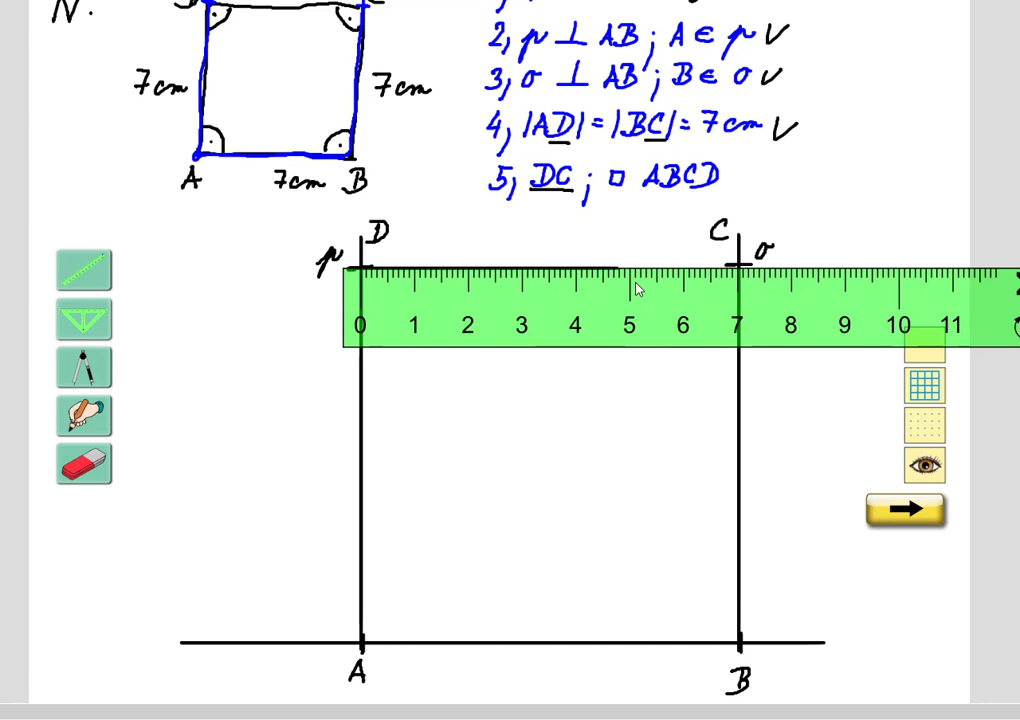 N:
7cm 7cm
A 7cm B
2, p ⊥ AB ; A ∈ p ✓
3, o ⊥ AB ; B ∈ o ✓
4, |AD| = |BC| = 7cm ✓
5, DC ; □ ABCD
D C
p o
0 1 2 3 4 5 6 7 8 9 10 11
A B